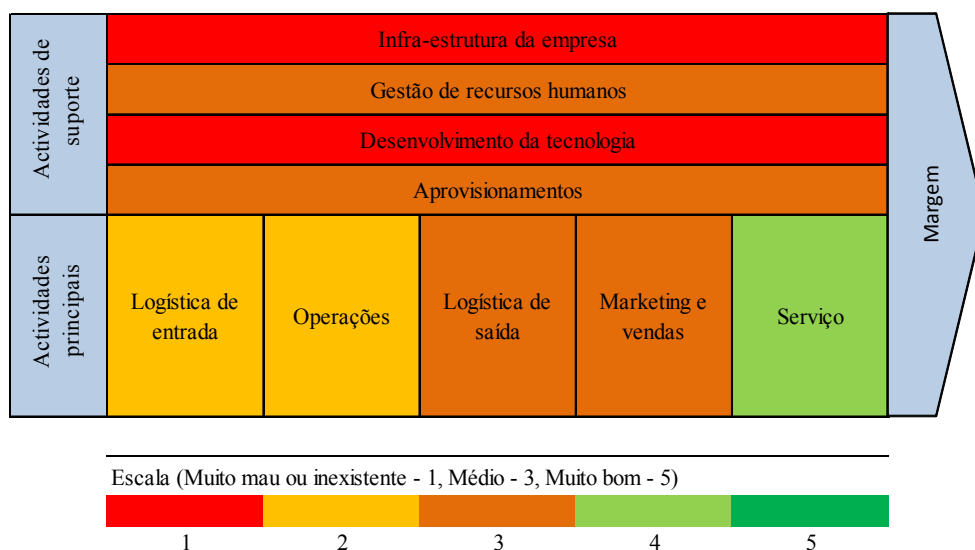 Actividades de
suporte
Infra-estrutura da empresa
Gestão de recursos humanos
Desenvolvimento da tecnologia
Aprovisionamentos
Actividades
principais
Logística de
entrada
Operações
Logística de
saída
Marketing e
vendas
Serviço
Margem
Escala (Muito mau ou inexistente - 1, Médio - 3, Muito bom - 5)
1 2 3 4 5